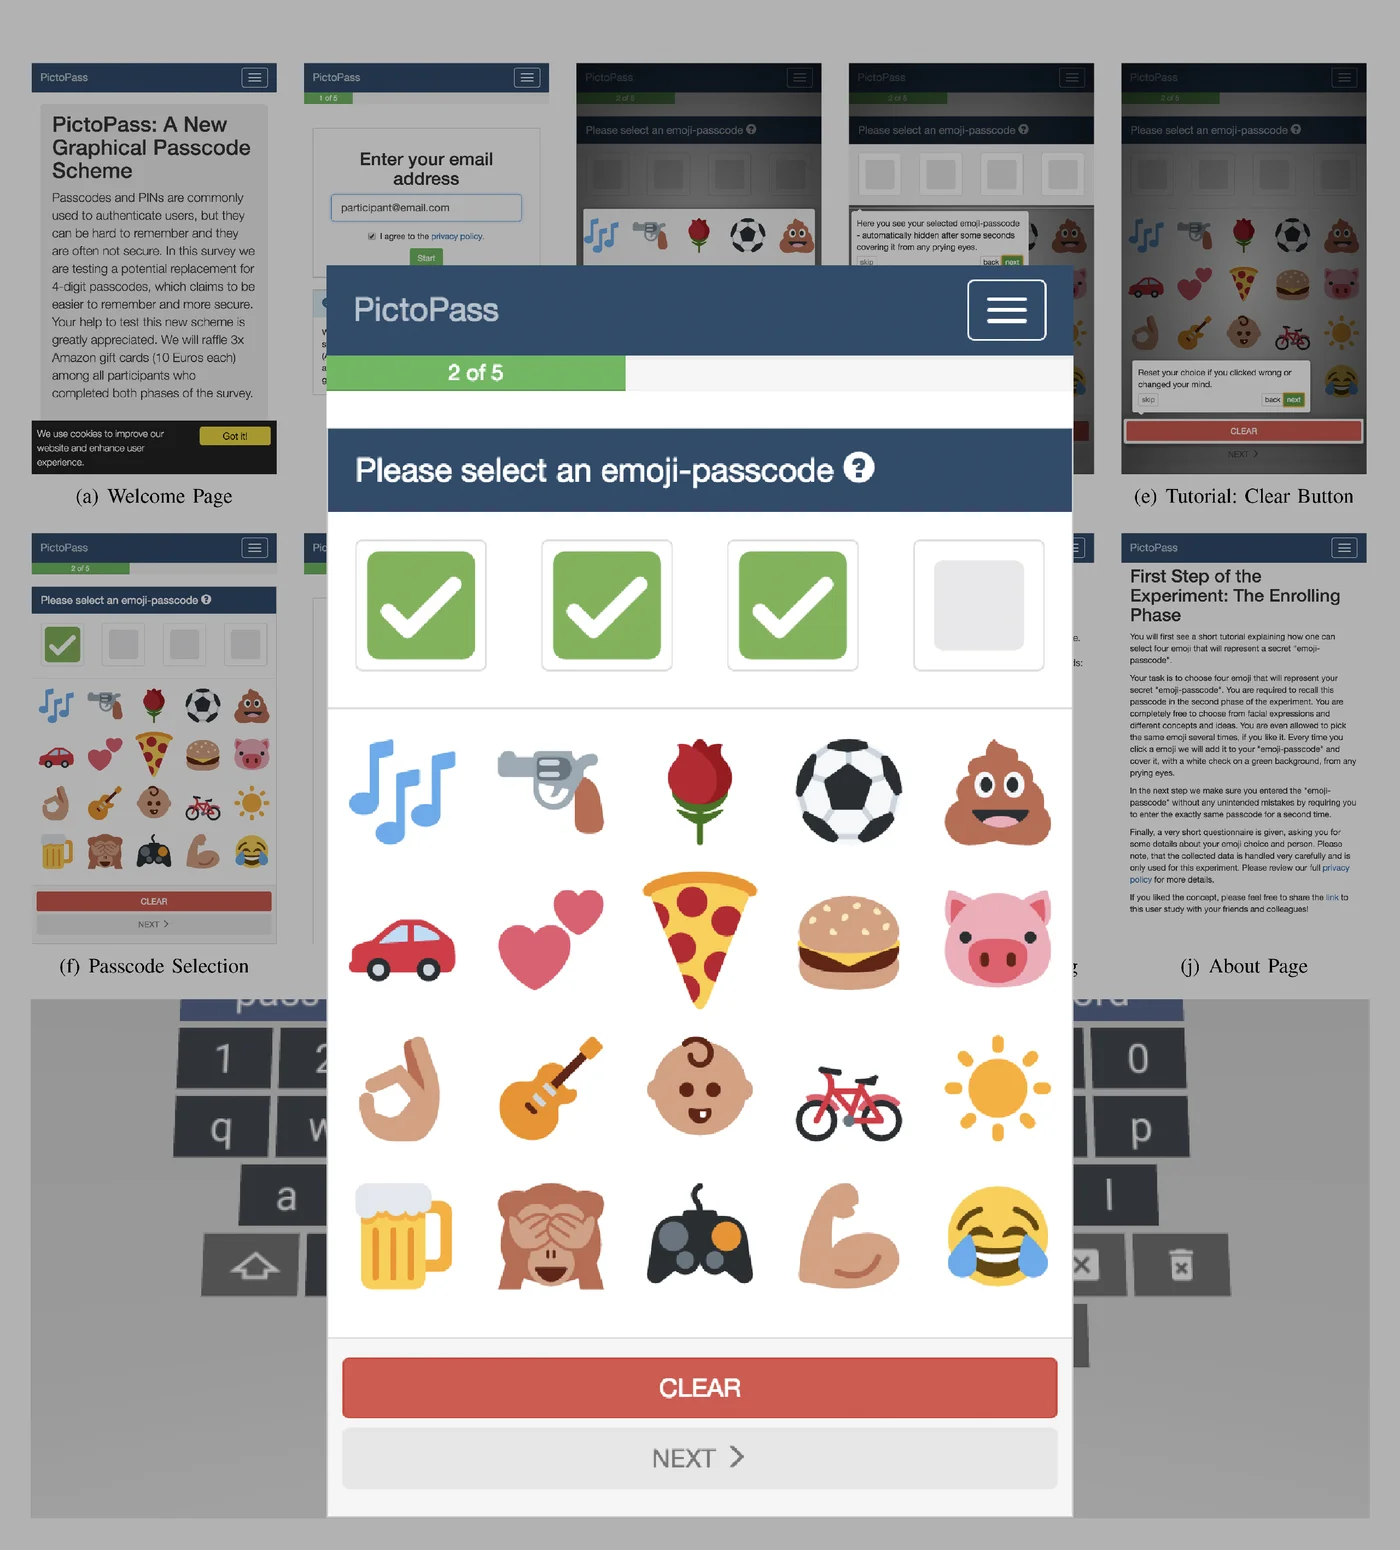 PictoPass
PictoPass: A New
Graphical Passcode
Scheme
Passcodes and PINs are commonly
used to authenticate users, but they
can be hard to remember and they
are often not secure. In this survey we
are testing a potential replacement for
4-digit passcodes, which claims to be
easier to remember and more secure.
Your help to test this new scheme is
greatly appreciated. We will raffle 3x
Amazon gift cards (10 Euros each)
among all participants who
completed both phases of the survey.
We use cookies to improve our
website and enhance user
experience.
Got it!
(a) Welcome Page
PictoPass
1 of 5
Enter your email
address
participant@email.com
I agree to the privacy policy.
Start
PictoPass
2 of 5
Please select an emoji-passcode
PictoPass
2 of 5
Please select an emoji-passcode
Here you see your selected emoji-passcode
- automatically hidden after some seconds
covering it from any prying eyes.
skip
back next
PictoPass
2 of 5
Please select an emoji-passcode
Reset your choice if you clicked wrong or
changed your mind.
skip
back next
CLEAR
NEXT
(e) Tutorial: Clear Button
PictoPass
2 of 5
Please select an emoji-passcode
CLEAR
NEXT
PictoPass
2 of 5
Please select an emoji-passcode
CLEAR
NEXT
(f) Passcode Selection
PictoPass
First Step of the
Experiment: The Enrolling
Phase
You will first see a short tutorial explaining how one can
select four emoji that will represent a secret "emoji-
passcode".
Your task is to choose four emoji that will represent your
secret "emoji-passcode". You are required to recall this
passcode in the second phase of the experiment. You are
completely free to choose from facial expressions and
different concepts and ideas. You are even allowed to pick
the same emoji several times, if you like it. Every time you
click a emoji we will add it to your "emoji-passcode" and
cover it, with a white check on a green background, from any
prying eyes.
In the next step we make sure you entered the "emoji-
passcode" without any unintended mistakes by requiring you
to enter the exactly same passcode for a second time.
Finally, a very short questionnaire is given, asking you for
some details about your emoji choice and person. Please
note, that the collected data is handled very carefully and is
only used for this experiment. Please review our full privacy
policy for more details.
If you liked the concept, please feel free to share the link to
this user study with your friends and colleagues!
(j) About Page
1
0
q
p
a
l